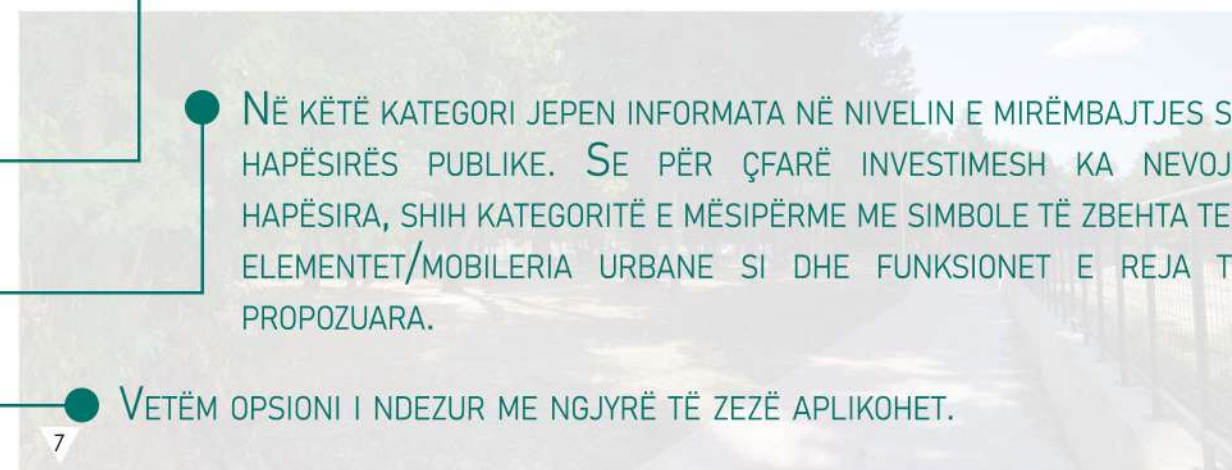 NË KËTË KATEGORI JEPEN INFORMATA NË NIVELIN E MIRËMBAJTJES S
HAPËSIRËS PUBLIKE. SE PËR ÇFARË INVESTIMESH KA NEVOJ
HAPËSIRA, SHIH KATEGORITË E MËSIPËRME ME SIMBOLE TË ZBEHTA TE
ELEMENTET/MOBILERIA URBANE SI DHE FUNKSIONET E REJA T
PROPOZUARA.
VETËM OPSIONI I NDEZUR ME NGJYRË TË ZEZË APLIKOHET.
7